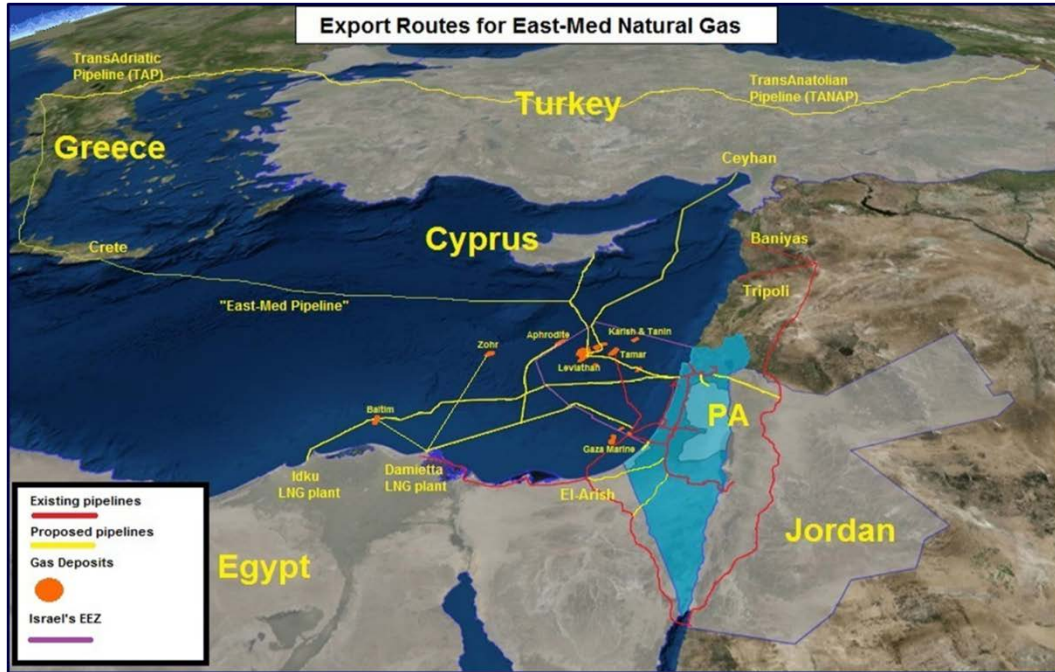 Export Routes for East-Med Natural Gas
TransAdriatic
Pipeline (TAP)
TransAnatolian
Pipeline (TANAP)
Turkey
Greece
Ceyhan
Cyprus
Crete
Baniyas
Tripoli
"East-Med Pipeline"
Zohr
Aphrodite
Karish & Tanin
Tamar
Leviathan
PA
Baltim
Gaza Marine
Idku
LNG plant
Damietta
LNG plant
El-Arish
Jordan
Egypt
Existing pipelines
Proposed pipelines
Gas Deposits
Israel's EEZ